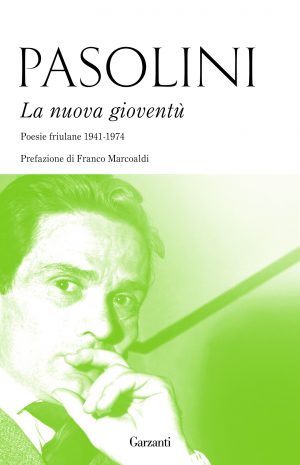 PASOLINI
La nuova gioventù
Poesie friulane 1941-1974
Prefazione di Franco Marcoaldi
Garzanti